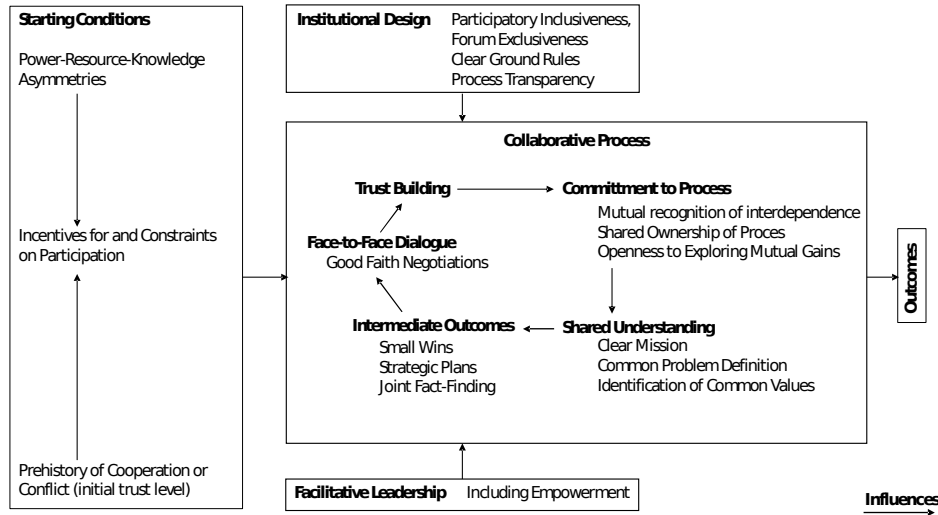 Starting Conditions
Power-Resource-Knowledge
Asymmetries
Incentives for and Constraints
on Participation
Prehistory of Cooperation or
Conflict (initial trust level)
Institutional Design
Participatory Inclusiveness,
Forum Exclusiveness
Clear Ground Rules
Process Transparency
Collaborative Process
Trust Building
Committment to Process
Mutual recognition of interdependence
Shared Ownership of Proces
Openness to Exploring Mutual Gains
Face-to-Face Dialogue
Good Faith Negotiations
Intermediate Outcomes
Small Wins
Strategic Plans
Joint Fact-Finding
Shared Understanding
Clear Mission
Common Problem Definition
Identification of Common Values
Outcomes
Facilitative Leadership Including Empowerment
Influences